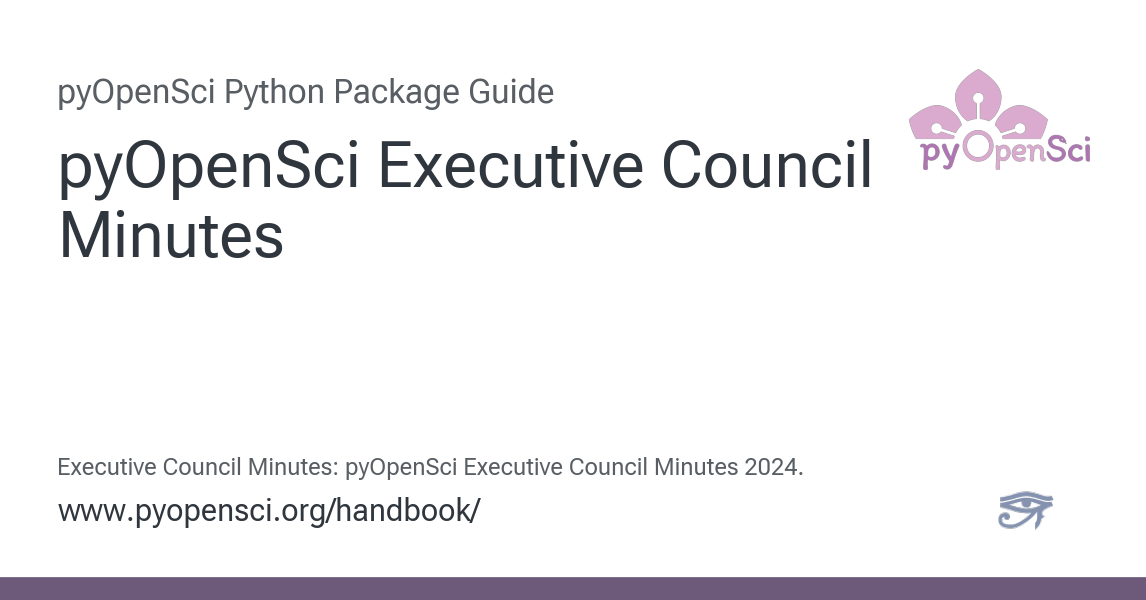 pyOpenSci Python Package Guide
pyOpenSci Executive Council
Minutes
pyOpenSci
Executive Council Minutes: pyOpenSci Executive Council Minutes 2024.
www.pyopensci.org/handbook/